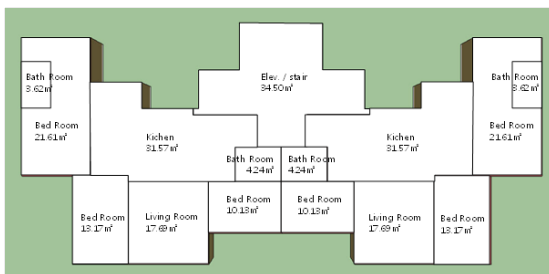 Bath Room
3.62m²
Bed Room
21.61m²
Kichen
31.57m²
Elev. / stair
34.50m²
Kichen
31.57m²
Bath Room
3.62m²
Bed Room
21.61m²
Bath Room
4.24m²
Bath Room
4.24m²
Bed Room
13.17m²
Living Room
17.69m²
Bed Room
10.13m²
Bed Room
10.13m²
Living Room
17.69m²
Bed Room
13.17m²